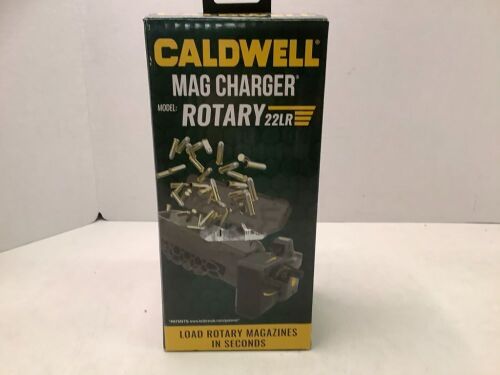 CALDWELL®
MAG CHARGER®
MODEL: ROTARY 22LR
LOAD ROTARY MAGAZINES
IN SECONDS